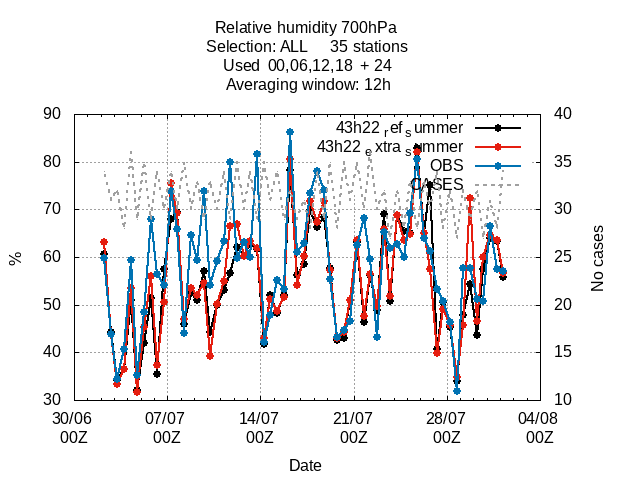 Relative humidity 700hPa
Selection: ALL 35 stations
Used 00,06,12,18 + 24
Averaging window: 12h
90 40
43h22 ref summer
43h22 extra summer
80 OBS 35
CASES
70 30
60 25
% No cases
50 20
40 15
30 10
30/06 07/07 14/07 21/07 28/07 04/08
00Z 00Z 00Z 00Z 00Z 00Z
Date